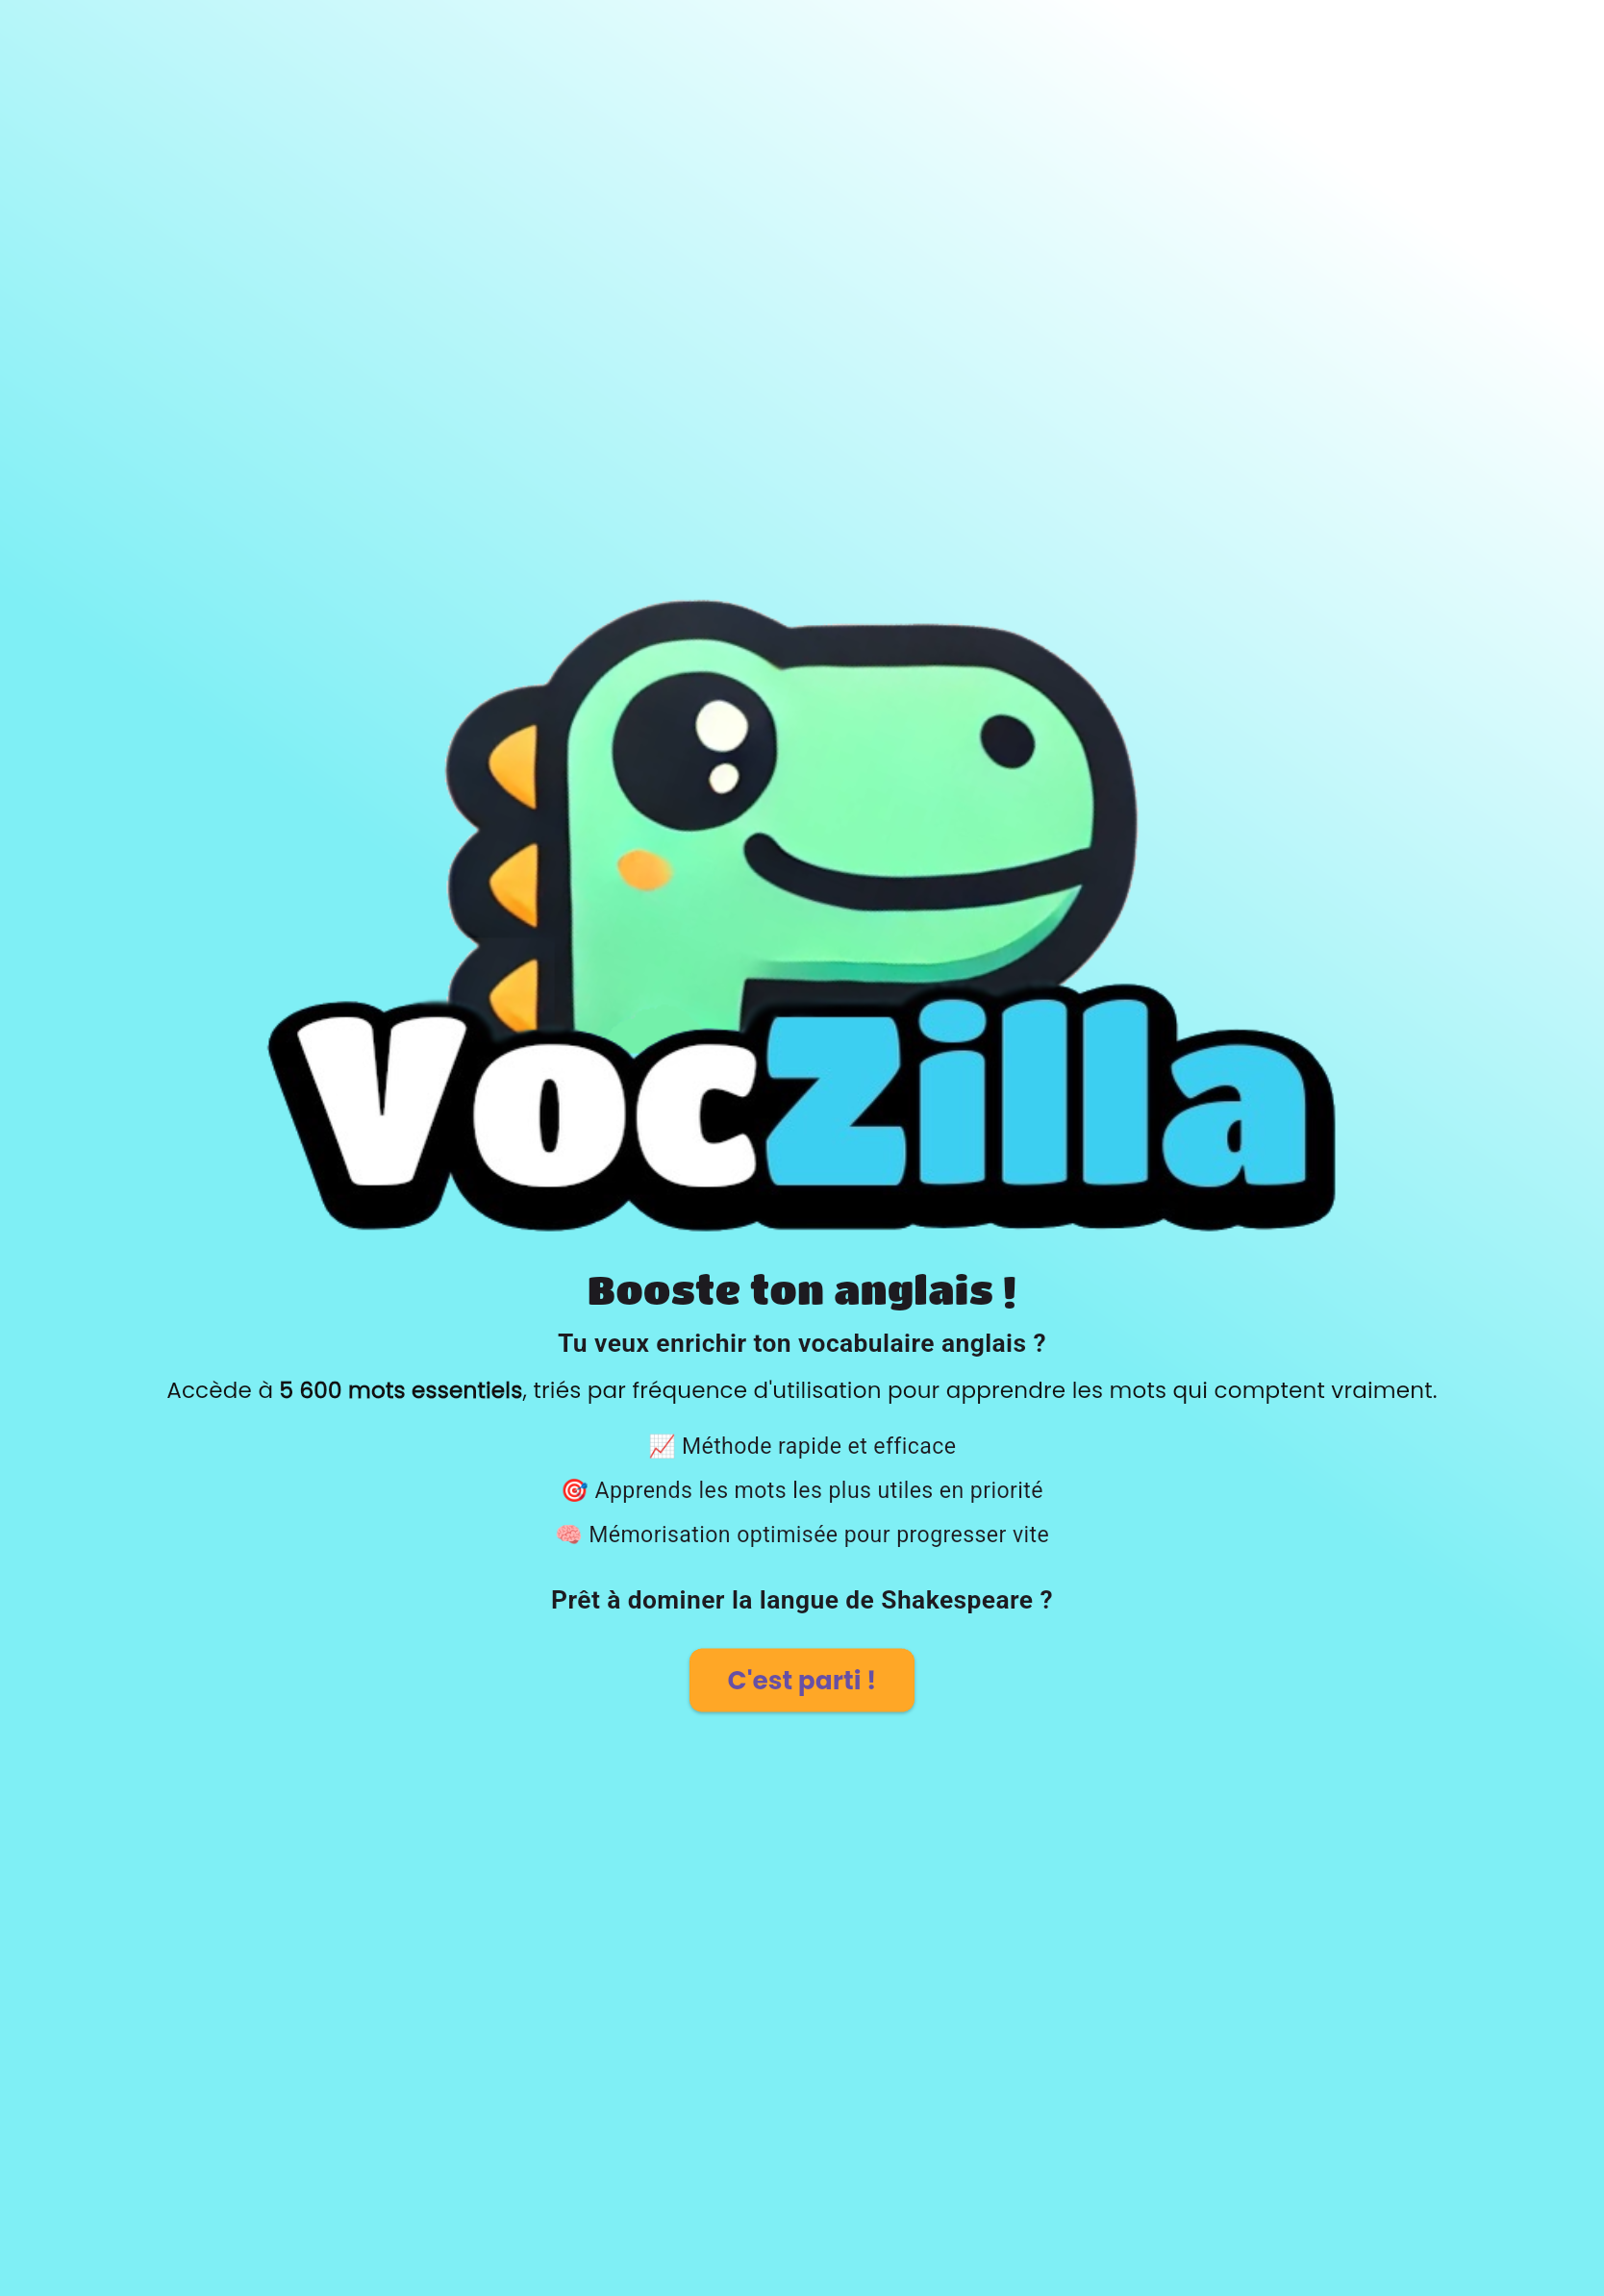 VocZilla
Booste ton anglais !
Tu veux enrichir ton vocabulaire anglais ?
Accède à 5 600 mots essentiels, triés par fréquence d'utilisation pour apprendre les mots qui comptent vraiment.
📈 Méthode rapide et efficace
🎯 Apprends les mots les plus utiles en priorité
🧠 Mémorisation optimisée pour progresser vite
Prêt à dominer la langue de Shakespeare ?
C'est parti !